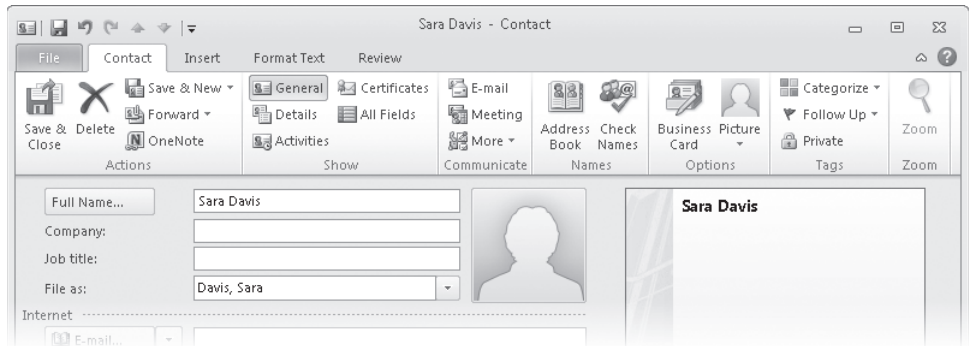 Sara Davis - Contact
File Contact Insert Format Text Review
Save & Close
Delete
Save & New
Forward
OneNote
Actions
General
Details
Activities
Certificates
All Fields
Show
E-mail
Meeting
More
Communicate
Address Book
Check Names
Names
Business Card
Picture
Options
Categorize
Follow Up
Private
Tags
Zoom
Zoom
Full Name... Sara Davis
Company:
Job title:
File as: Davis, Sara
Internet
E-mail...
Sara Davis